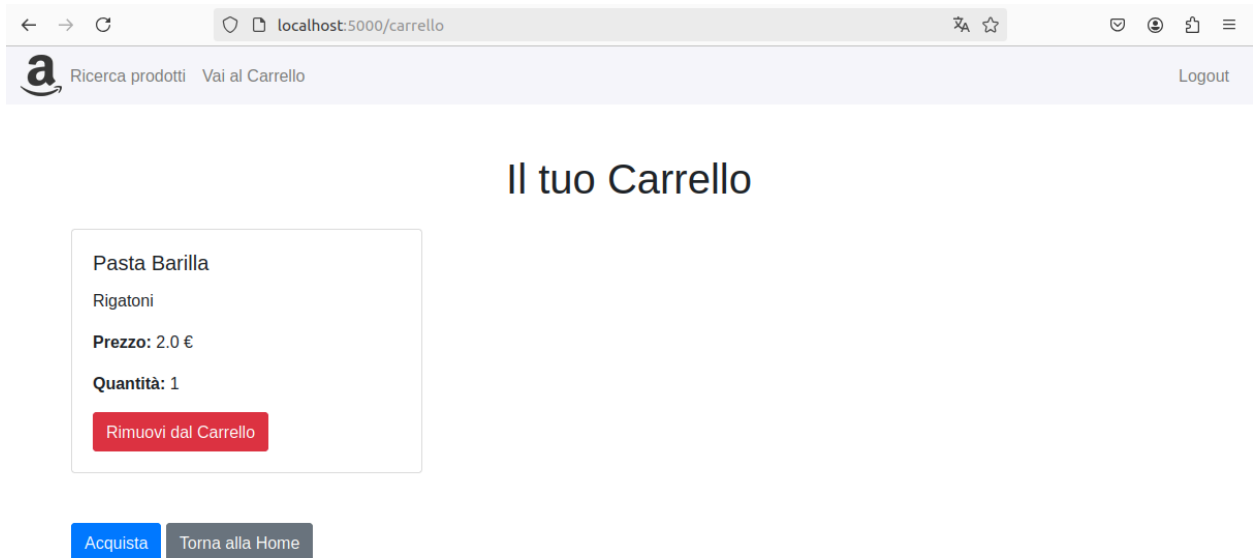 localhost:5000/carrello
a Ricerca prodotti Vai al Carrello Logout
Il tuo Carrello
Pasta Barilla
Rigatoni
Prezzo: 2.0 €
Quantità: 1
Rimuovi dal Carrello
Acquista Torna alla Home